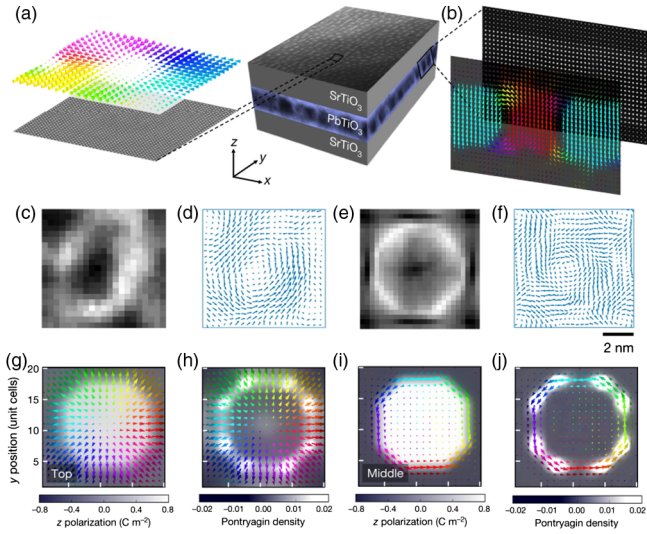 (a)
(b)
SrTiO₃
PbTiO₃
SrTiO₃
z
y
x
(c)
(d)
(e)
(f)
2 nm
(g)
(h)
(i)
(j)
y position (unit cells)
20
15
10
5
Top
Middle
−0.8 −0.4 0.0 0.4 0.8
z polarization (C m⁻²)
−0.02 −0.01 0.00 0.01 0.02
Pontryagin density
−0.8 −0.4 0.0 0.4 0.8
z polarization (C m⁻²)
−0.02 −0.01 0.00 0.01 0.02
Pontryagin density